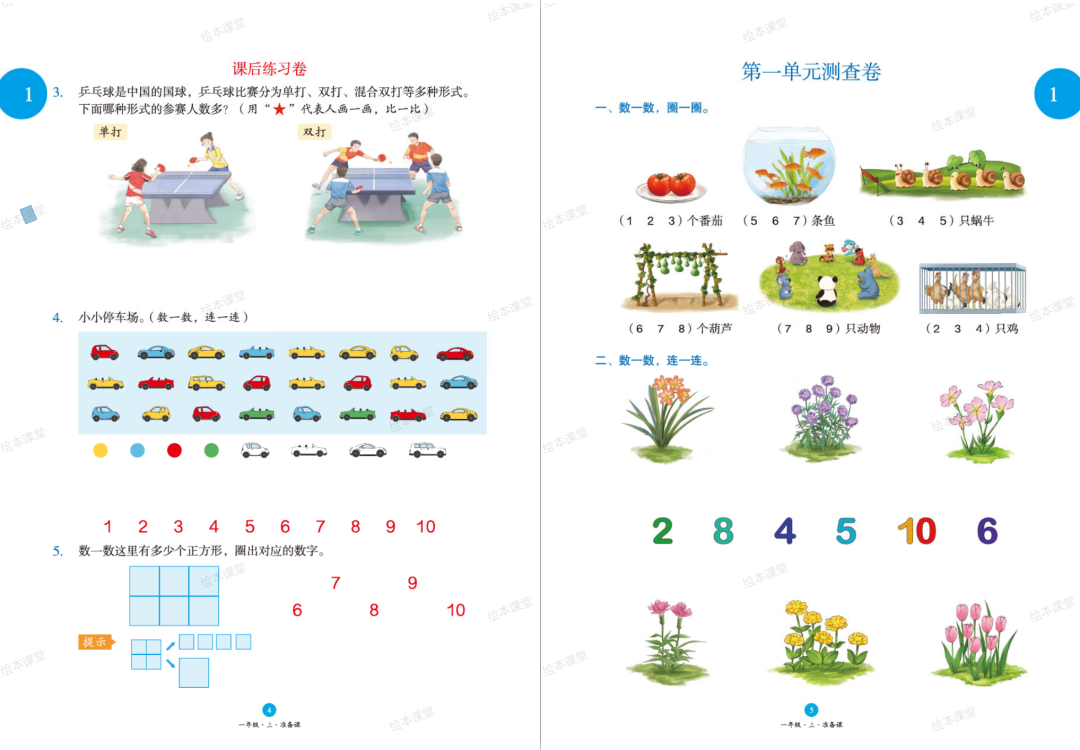 课后练习卷
1
3. 乒乓球是中国的国球，乒乓球比赛分为单打、双打、混合双打等多种形式。
下面哪种形式的参赛人数多？（用“★”代表人画一画，比一比）
单打
双打
4. 小小停车场。（数一数，连一连）
1 2 3 4 5 6 7 8 9 10
5. 数一数这里有多少个正方形，圈出对应的数字。
7 9
6 8 10
提示
4
一年级·上·准备课
第一单元测查卷
1
一、数一数，圈一圈。
（1 2 3）个番茄 （5 6 7）条鱼 （3 4 5）只蜗牛
（6 7 8）个葫芦 （7 8 9）只动物 （2 3 4）只鸡
二、数一数，连一连。
2 8 4 5 10 6
5
一年级·上·准备课
绘本课堂